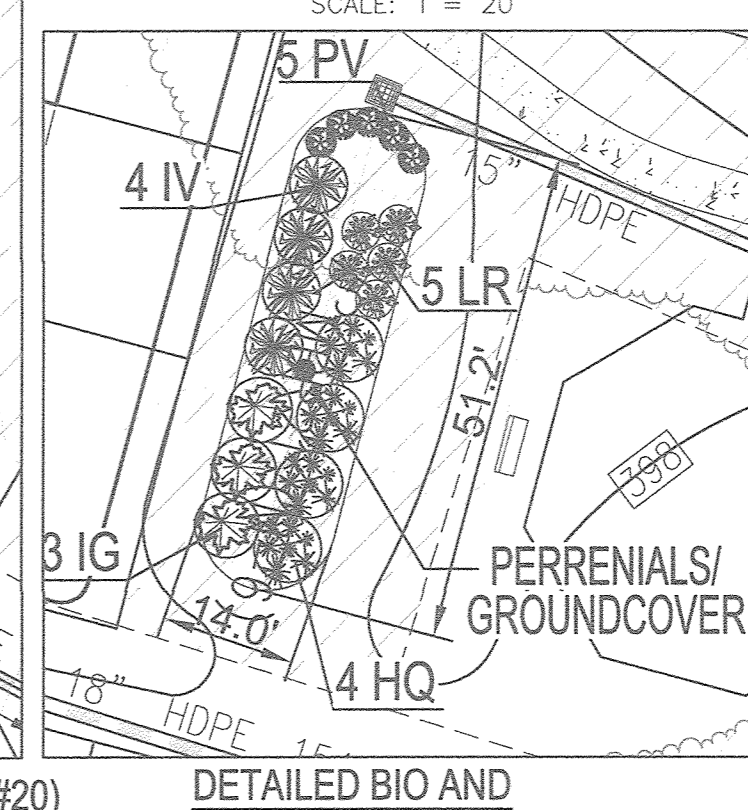 SCALE: 1 = 20
5 PV
15"
HDPE
4 IV
5 LR
51.2'
398
3 IG
PERRENIALS/
GROUNDCOVER
14.0'
4 HQ
18"
HDPE
#20)
DETAILED BIO AND